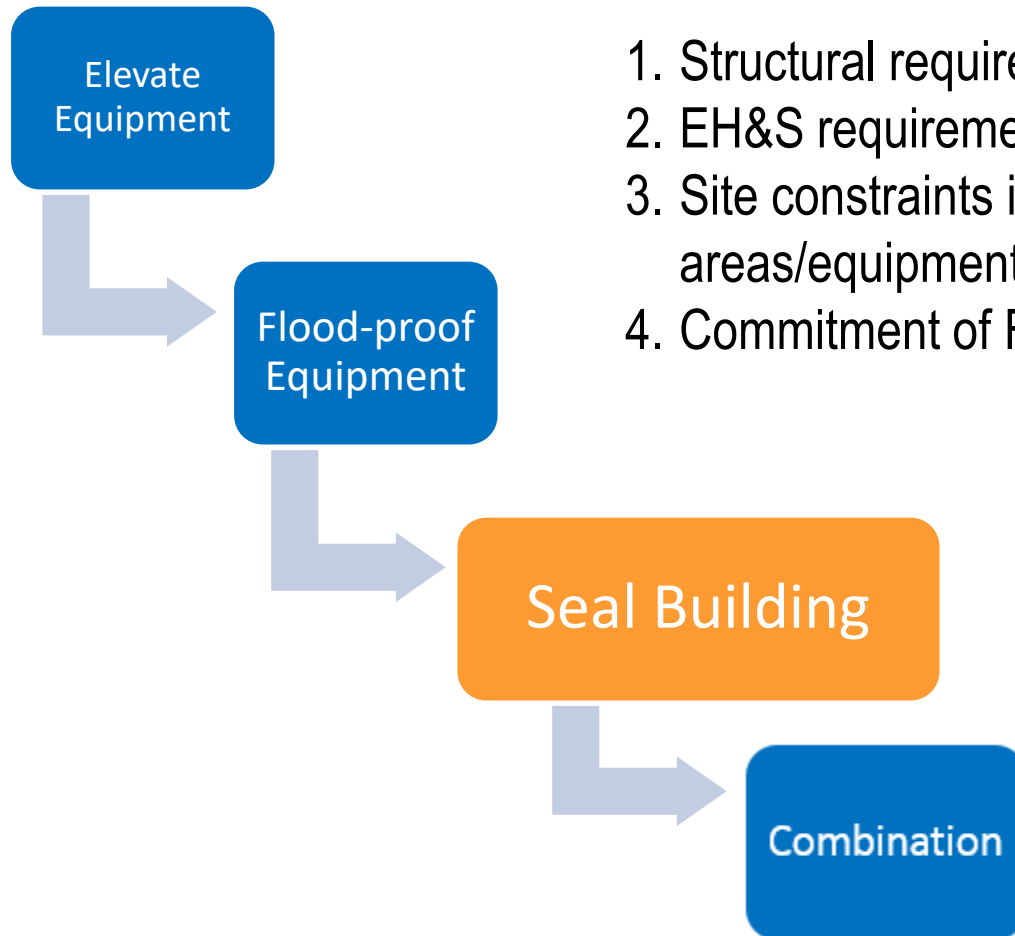 Elevate
Equipment
1. Structural require
2. EH&S requireme
3. Site constraints i
areas/equipment
4. Commitment of
Flood-proof
Equipment
Seal Building
Combination